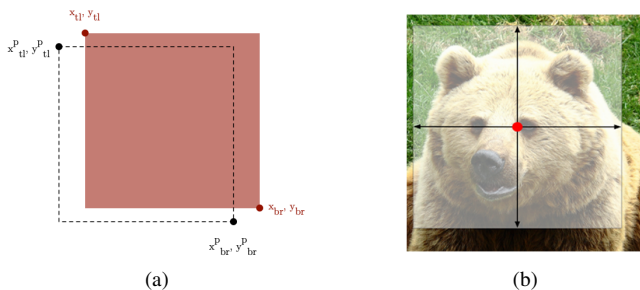 x_tl, y_tl
x^p_tl, y^p_tl
x_br, y_br
x^p_br, y^p_br
(a)
(b)